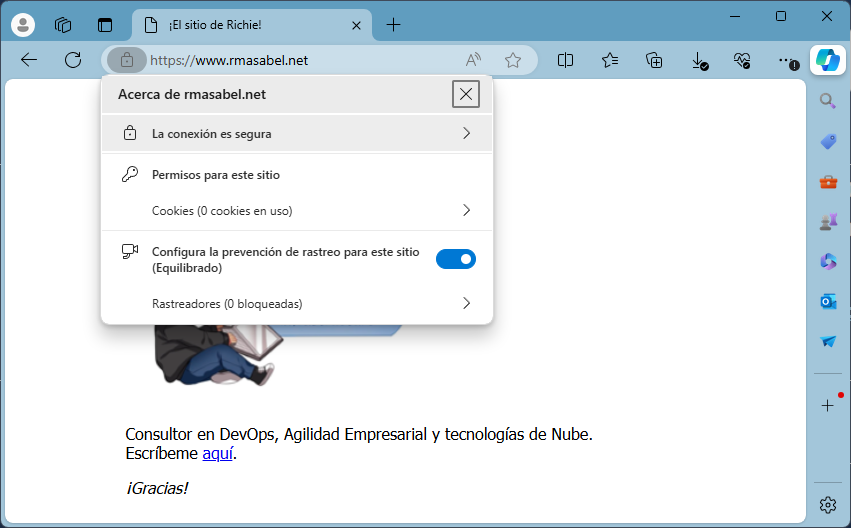 ¡El sitio de Richie!
https://www.rmasabel.net
Acerca de rmasabel.net
La conexión es segura
Permisos para este sitio
Cookies (0 cookies en uso)
Configura la prevención de rastreo para este sitio
(Equilibrado)
Rastreadores (0 bloqueadas)
Consultor en DevOps, Agilidad Empresarial y tecnologías de Nube.
Escríbeme aquí.
¡Gracias!